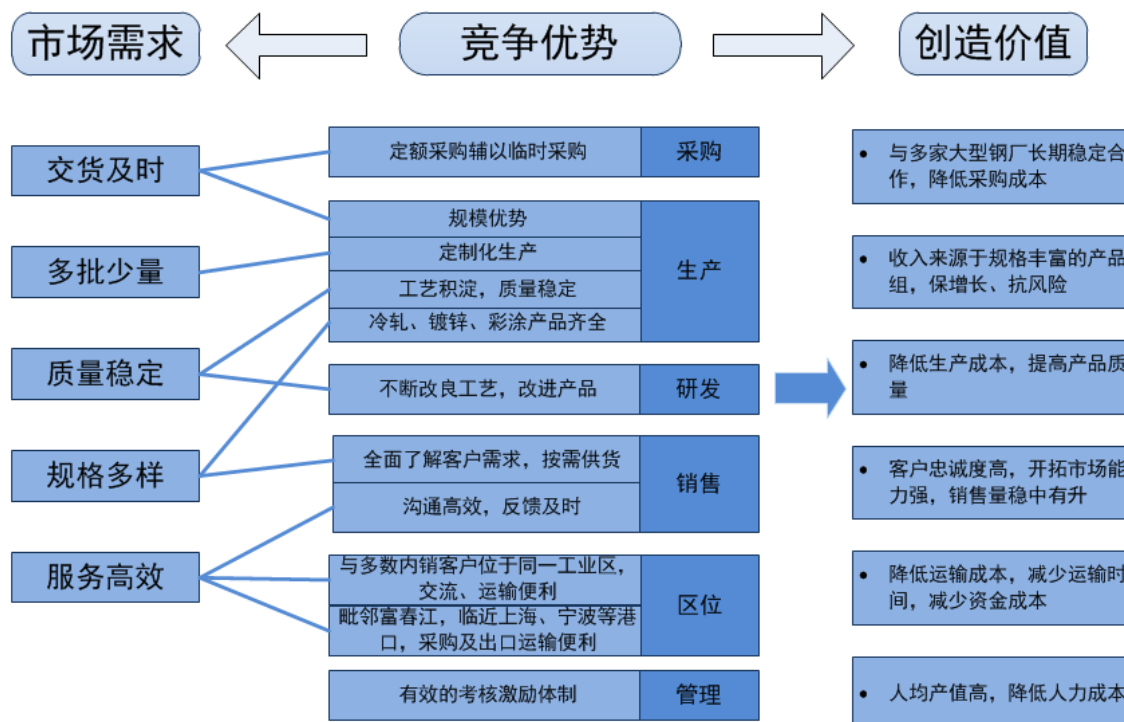 市场需求
竞争优势
创造价值
交货及时
多批少量
质量稳定
规格多样
服务高效
定额采购辅以临时采购
采购
规模优势
定制化生产
工艺积淀，质量稳定
冷轧、镀锌、彩涂产品齐全
生产
不断改良工艺，改进产品
研发
全面了解客户需求，按需供货
沟通高效，反馈及时
销售
与多数内销客户位于同一工业区，
交流、运输便利
毗邻富春江，临近上海、宁波等港
口，采购及出口运输便利
区位
有效的考核激励体制
管理
• 与多家大型钢厂长期稳定合
作，降低采购成本
• 收入来源于规格丰富的产品
组，保增长、抗风险
• 降低生产成本，提高产品质
量
• 客户忠诚度高，开拓市场能
力强，销售量稳中有升
• 降低运输成本，减少运输时
间，减少资金成本
• 人均产值高，降低人力成本